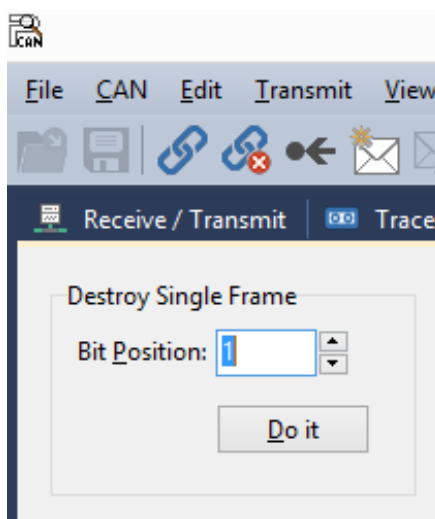 CAN
File CAN Edit Transmit View
Receive / Transmit Trace
Destroy Single Frame
Bit Position: 1
Do it